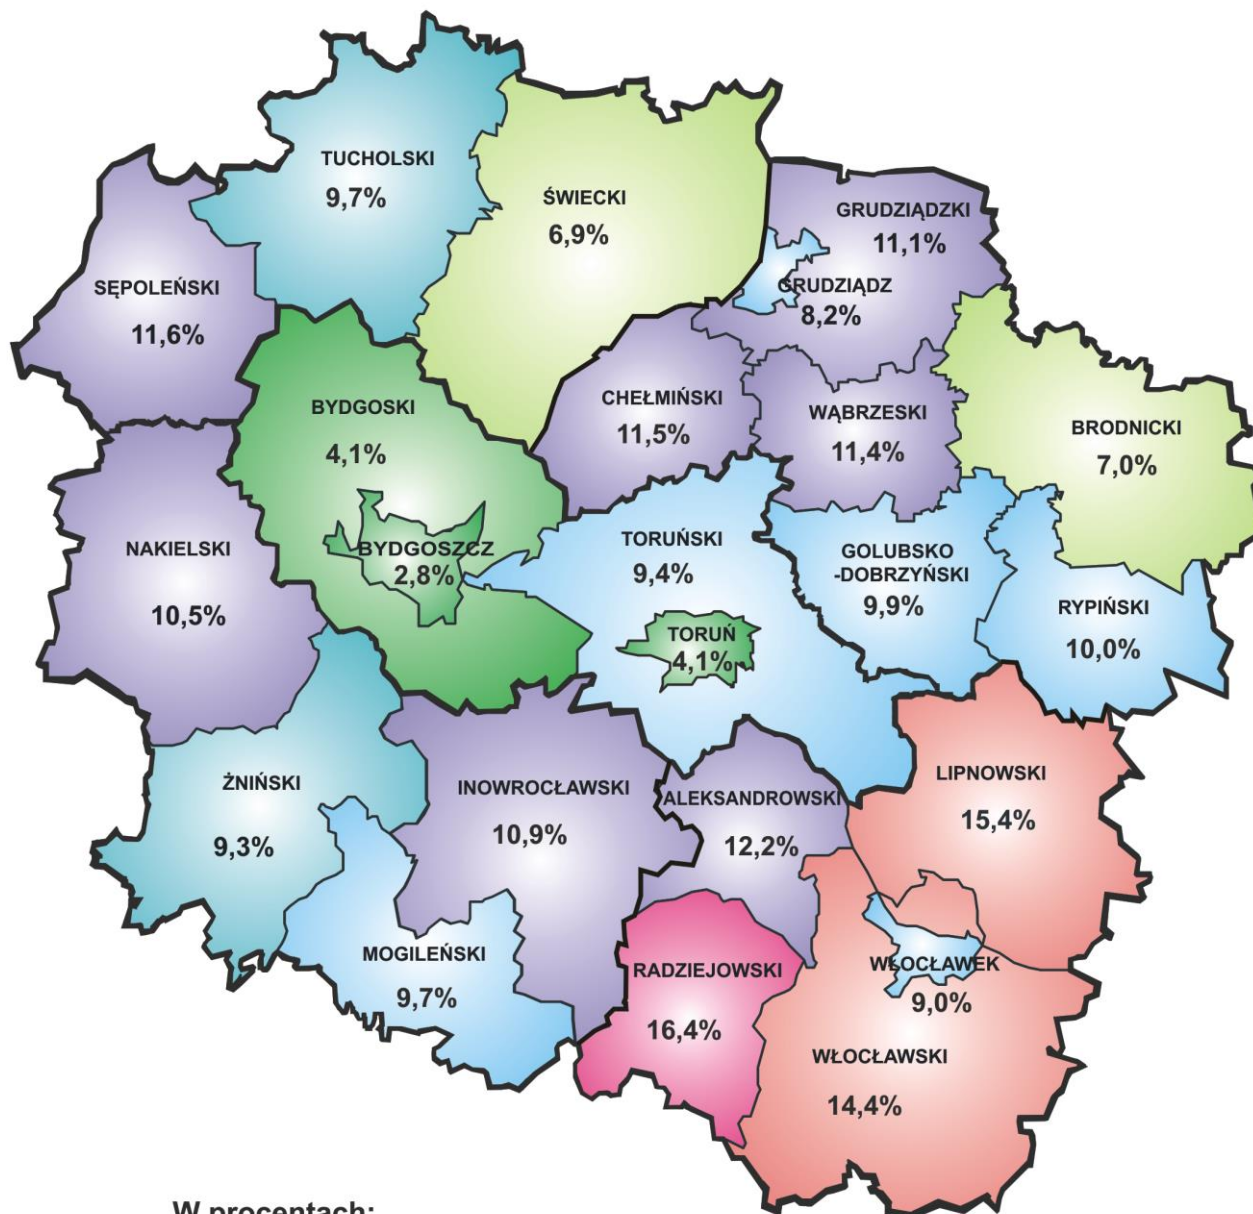 TUCHOLSKI
9,7%
ŚWIECKI
6,9%
GRUDZIĄDZKI
11,1%
GRUDZIĄDZ
8,2%
SĘPOLEŃSKI
11,6%
BYDGOSKI
4,1%
CHEŁMIŃSKI
11,5%
WĄBRZESKI
11,4%
BRODNICKI
7,0%
NAKIELSKI
10,5%
BYDGOSZCZ
2,8%
TORUŃSKI
9,4%
GOLUBSKO
-DOBRZYŃSKI
9,9%
RYPIŃSKI
10,0%
TORUŃ
4,1%
ŻNIŃSKI
9,3%
INOWROCŁAWSKI
10,9%
ALEKSANDROWSKI
12,2%
LIPNOWSKI
15,4%
MOGILEŃSKI
9,7%
RADZIEJOWSKI
16,4%
WŁOCŁAWEK
9,0%
WŁOCŁAWSKI
14,4%
W procentach: